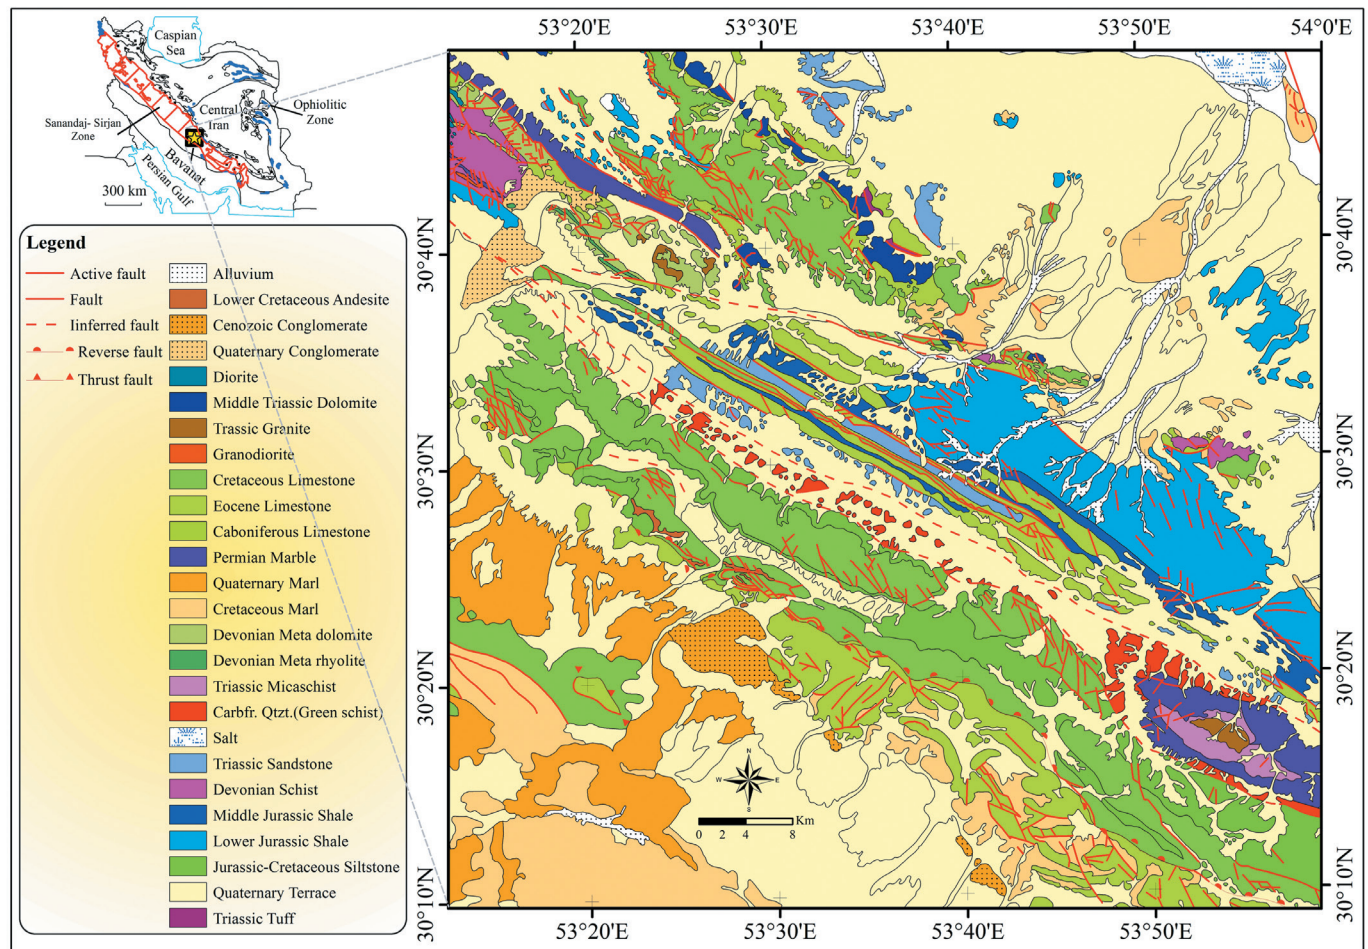 53°20'E 53°30'E 53°40'E 53°50'E 54°0'E
Caspian
Sea
Central
Iran
Ophiolitic
Zone
Sanandaj- Sirjan
Zone
Bavanat
Persian Gulf
300 km
Legend
Active fault
Fault
Iinferred fault
Reverse fault
Thrust fault
Alluvium
Lower Cretaceous Andesite
Cenozoic Conglomerate
Quaternary Conglomerate
Diorite
Middle Triassic Dolomite
Trassic Grenite
Granodiorite
Cretaceous Limestone
Eocene Limestone
Caboniferous Limestone
Permian Marble
Quaternary Marl
Cretaceous Marl
Devonian Meta dolomite
Devonian Meta rhyolite
Triassic Micaschist
Carbfr. Qtzt.(Green schist)
Salt
Triassic Sandstone
Devonian Schist
Middle Jurassic Shale
Lower Jurassic Shale
Jurassic-Cretaceous Siltstone
Quaternary Terrace
Triassic Tuff
30°40'N
30°30'N
30°20'N
30°10'N
30°40'N
30°30'N
30°20'N
30°10'N
N
W E
S
Km
0 2 4 8
53°20'E 53°30'E 53°40'E 53°50'E